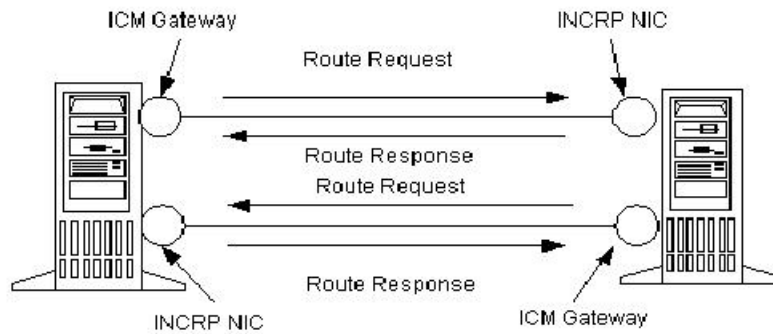 ICM Gateway
INCRP NIC
Route Request
Route Response
Route Request
Route Response
INCRP NIC
ICM Gateway